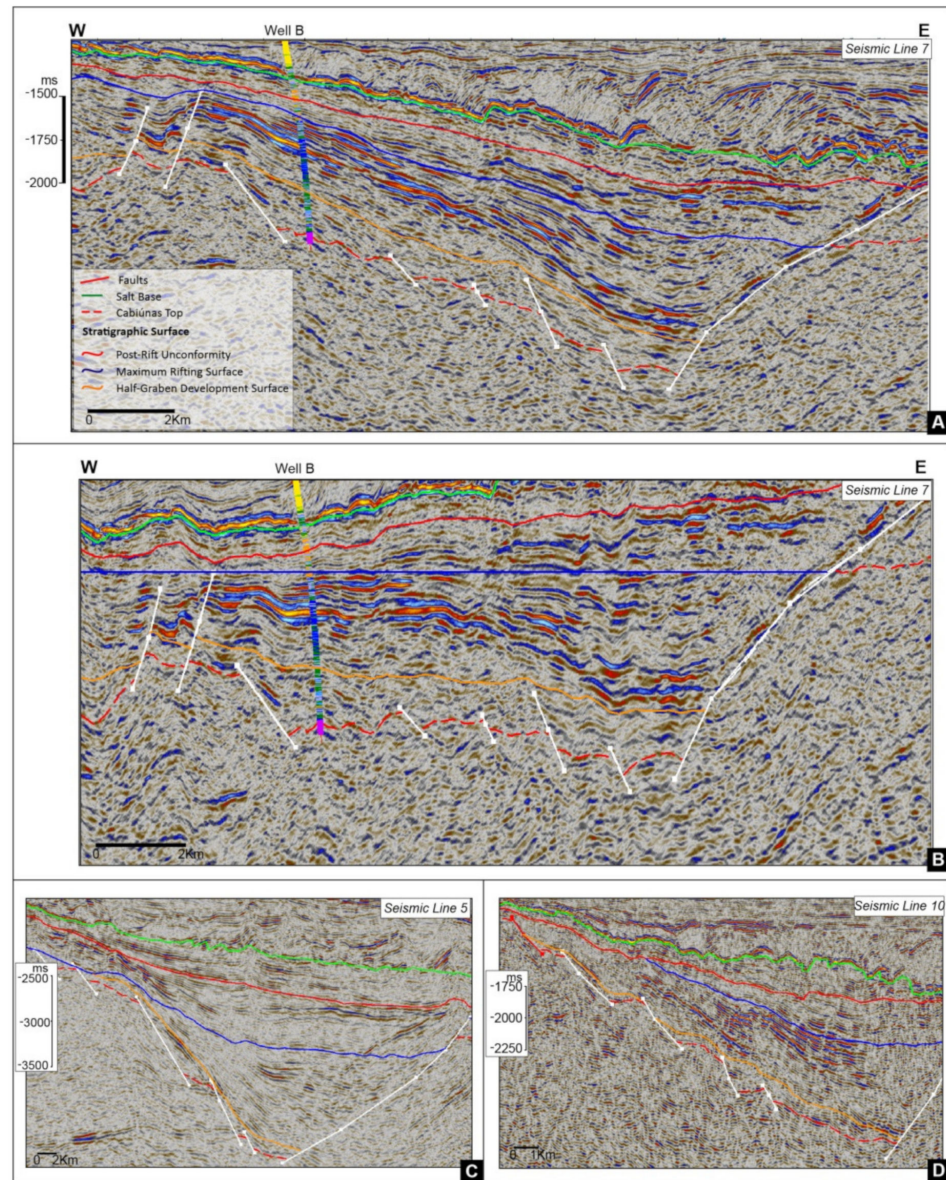 W
Well B
E
Seismic Line 7
ms
-1500
-1750
-2000
Faults
Salt Base
Cabiúnas Top
Stratigraphic Surface
Post-Rift Unconformity
Maximum Rifting Surface
Half-Graben Development Surface
0 2Km
A
W
Well B
E
Seismic Line 7
0 2Km
B
Seismic Line 5
ms
-2500
-3000
-3500
0 2Km
C
Seismic Line 10
ms
-1750
-2000
-2250
0 1Km
D